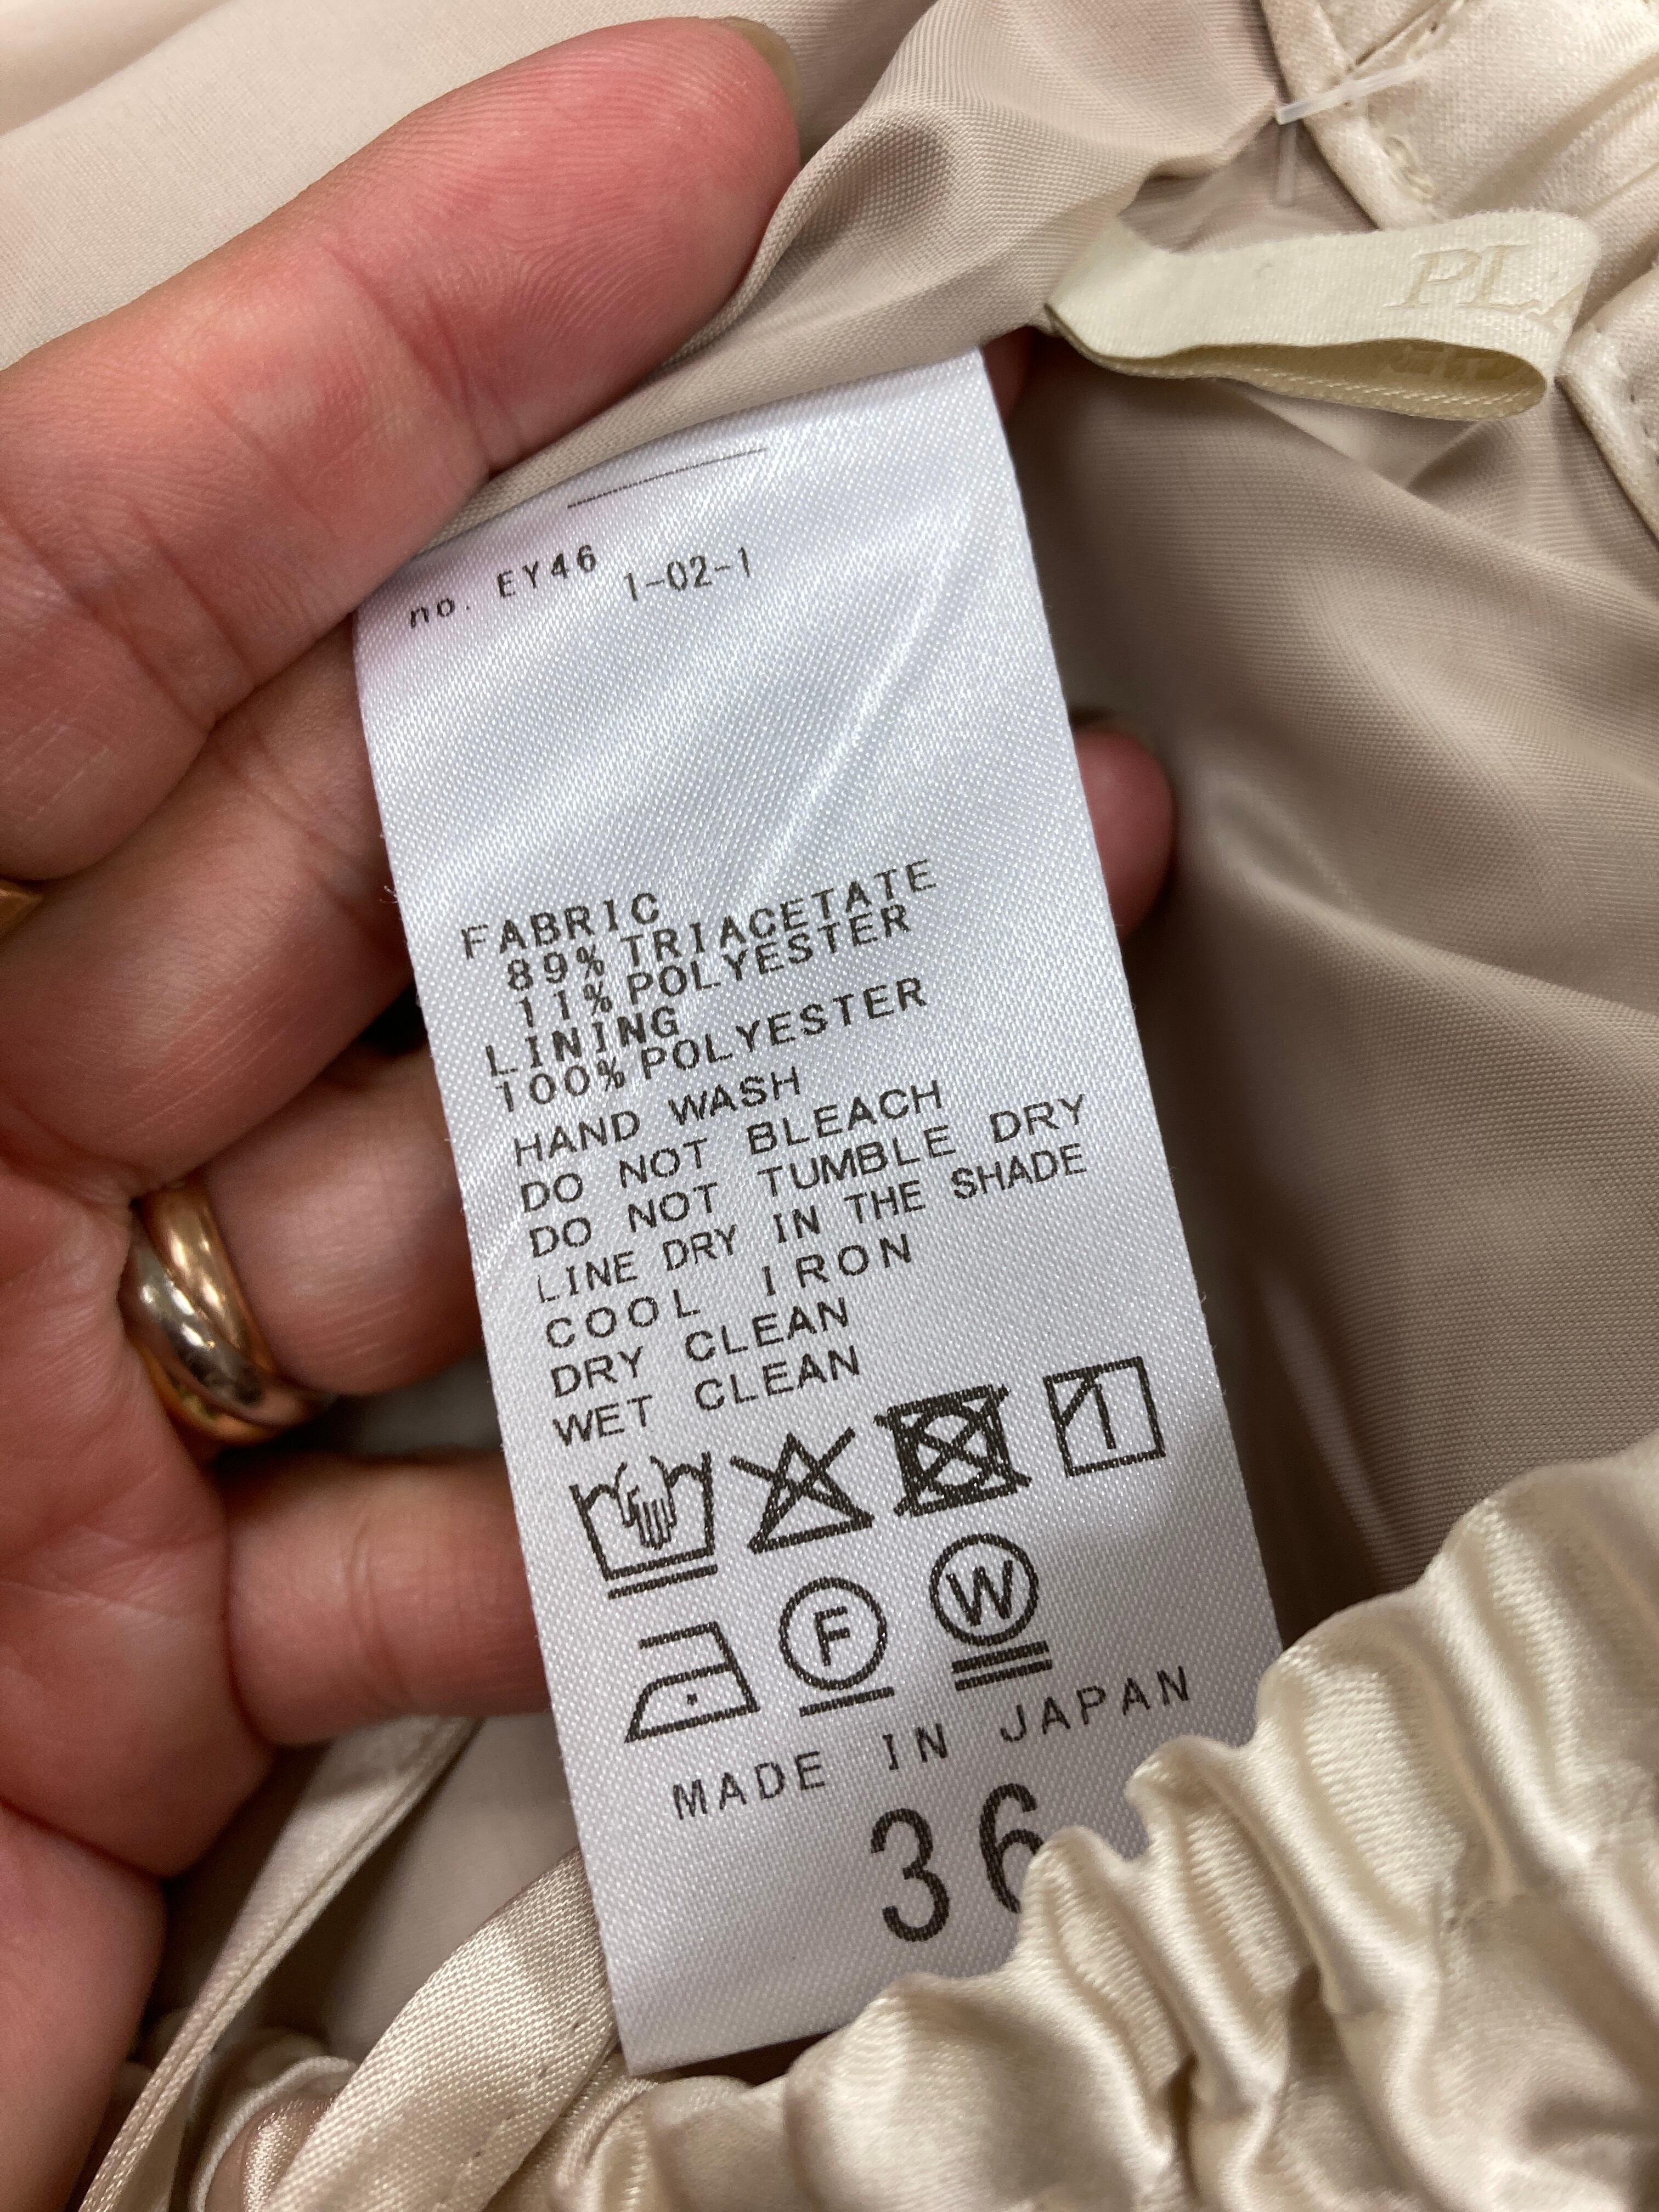 PL
no. EY46
1-02-1
FABRIC
89% TRIACETATE
11% POLYESTER
LINING
100% POLYESTER
HAND WASH
DO NOT BLEACH
DO NOT TUMBLE DRY
LINE DRY IN THE SHADE
COOL IRON
DRY CLEAN
WET CLEAN
F
W
MADE IN JAPAN
36